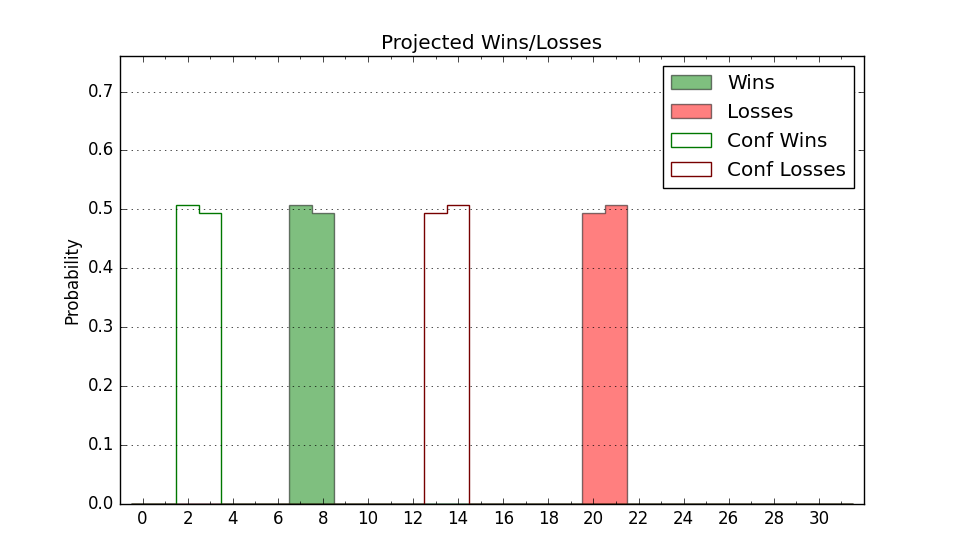 Projected Wins/Losses
Wins
Losses
Conf Wins
Conf Losses
Probability
0.7
0.6
0.5
0.4
0.3
0.2
0.1
0.0
0 2 4 6 8 10 12 14 16 18 20 22 24 26 28 30